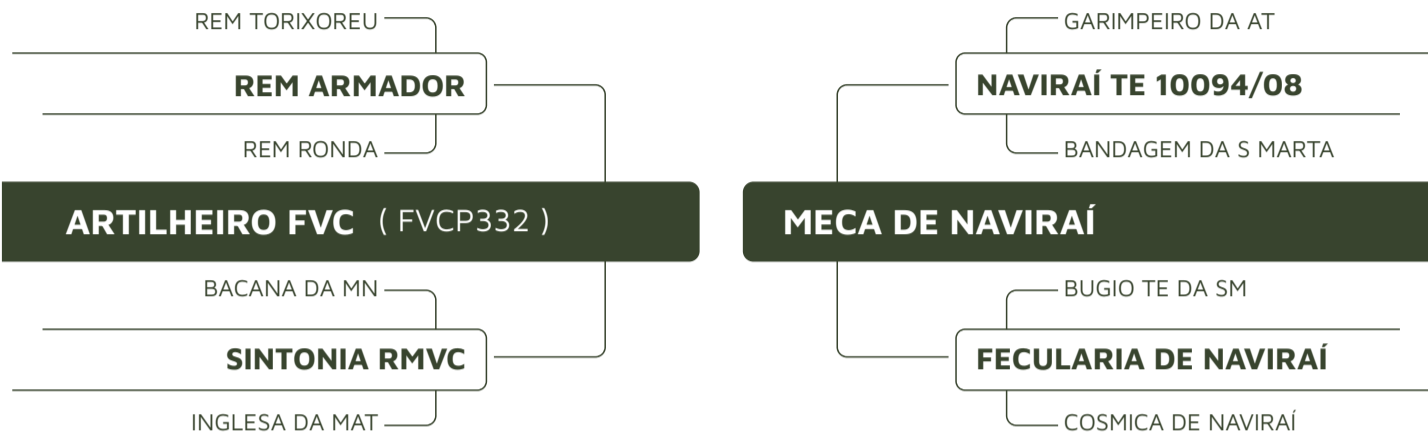 REM TORIXOREU
REM ARMADOR
REM RONDA
ARTILHEIRO FVC ( FVCP332 )
BACANA DA MN
SINTONIA RMVC
INGLESA DA MAT
GARIMPEIRO DA AT
NAVIRAÍ TE 10094/08
BANDAGEM DA S MARTA
MECA DE NAVIRAÍ
BUGIO TE DA SM
FECULARIA DE NAVIRAÍ
COSMICA DE NAVIRAÍ